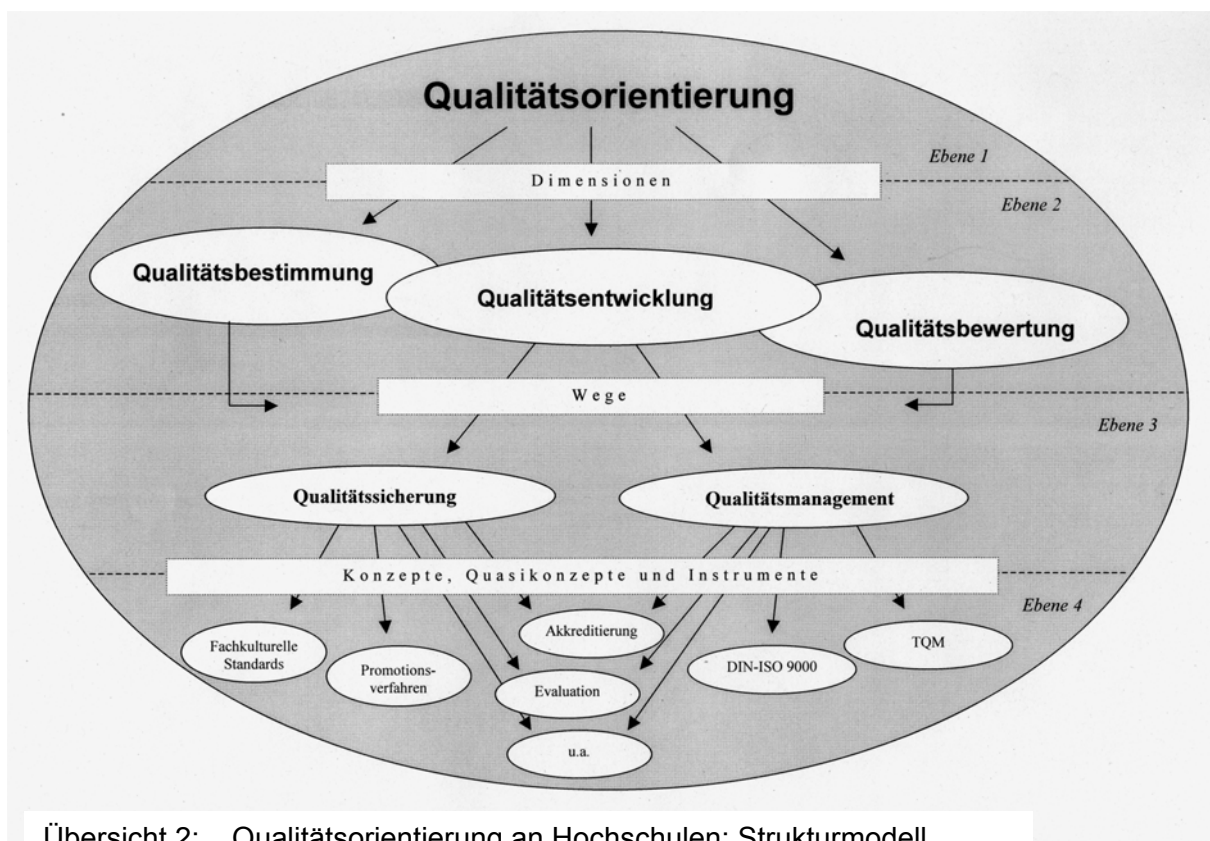 Qualitätsorientierung
Ebene 1
Dimensionen
Ebene 2
Qualitätsbestimmung
Qualitätsentwicklung
Qualitätsbewertung
Wege
Ebene 3
Qualitätssicherung
Qualitätsmanagement
Konzepte, Quasikonzepte und Instrumente
Ebene 4
Fachkulturelle
Standards
Promotions-
verfahren
Akkreditierung
Evaluation
u.a.
DIN-ISO 9000
TQM
Übersicht 2: Qualitätsorientierung an Hochschulen: Strukturmodell